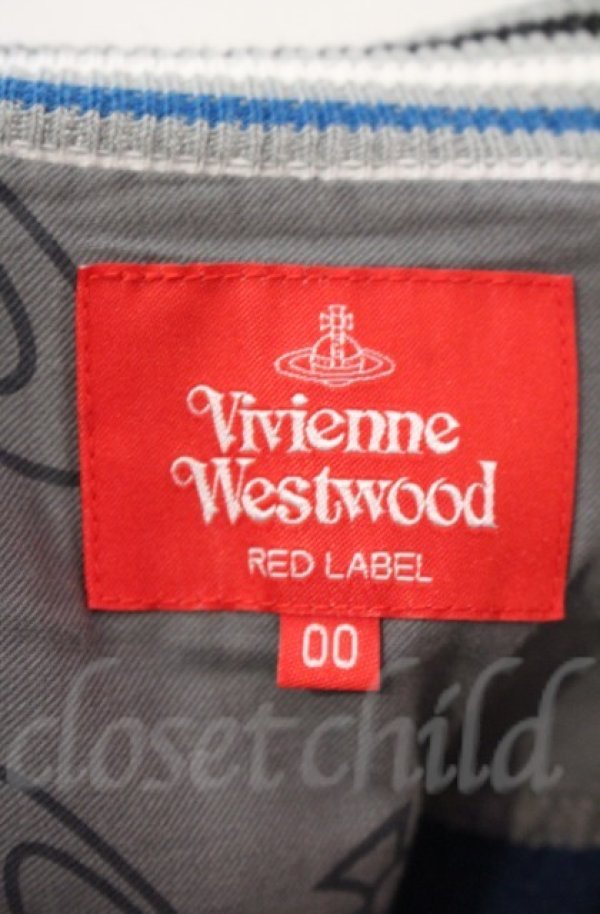 Vivienne
Westwood
RED LABEL
00
closet child